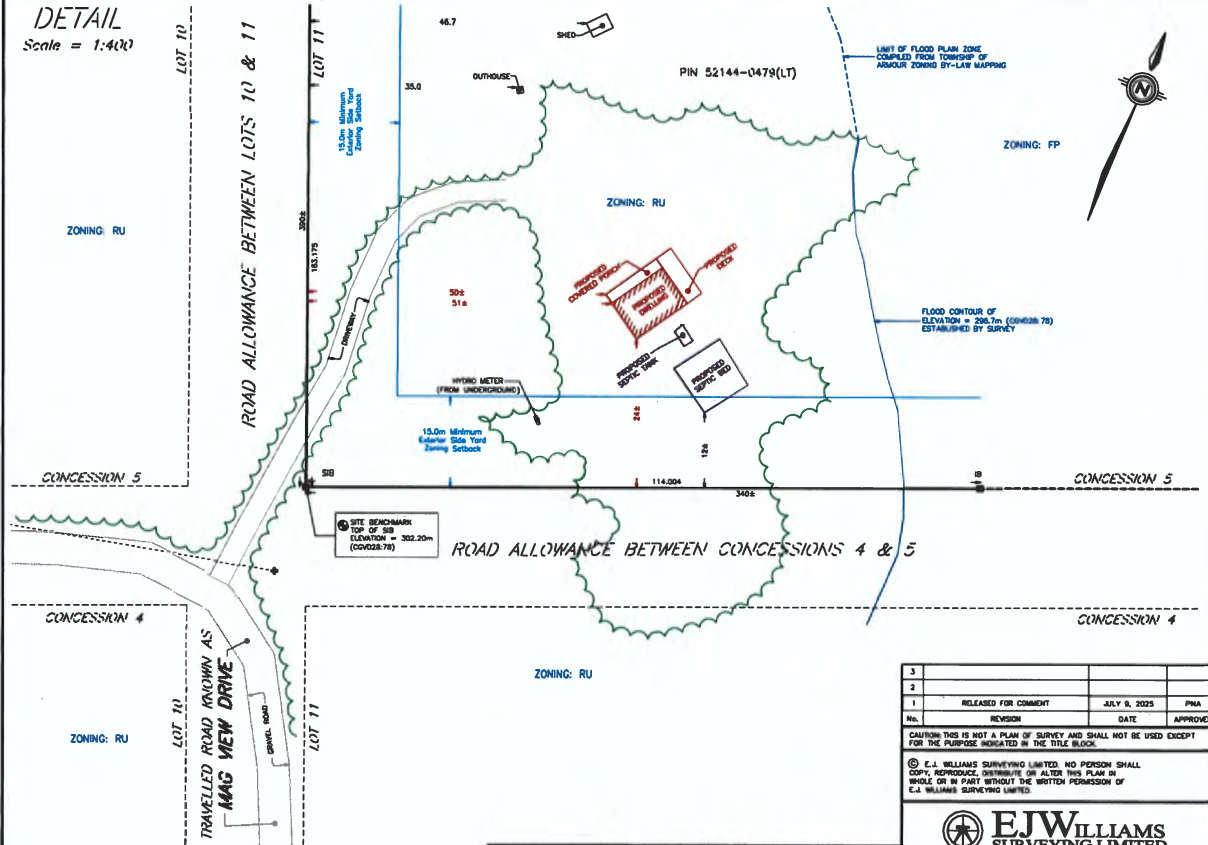 DETAIL
Scale = 1:400
LOT 10
ROAD ALLOWANCE BETWEEN LOTS 10 & 11
LOT 11
46.7
35.0
15.0m Minimum
Exterior Side Yard
Zoning Setback
SHED
OUTHOUSE
PIN 52144-0479(LT)
LIMIT OF FLOOD PLAIN ZONE
COMPILED FROM TOWNSHIP OF
ARMOUR ZONING BY-LAW MAPPING
N
ZONING: FP
ZONING: RU
ZONING: RU
390±
163.175
DRIVEWAY
50±
51±
PROPOSED
COVERED PORCH
PROPOSED
DECK
PROPOSED
DWELLING
PROPOSED
SEPTIC TANK
PROPOSED
SEPTIC BED
FLOOD CONTOUR OF
ELEVATION = 296.7m (CGVD28:78)
ESTABLISHED BY SURVEY
HYDRO METER
(FROM UNDERGROUND)
15.0m Minimum
Exterior Side Yard
Zoning Setback
24±
12±
CONCESSION 5
SIB
114.004
340±
IB
CONCESSION 5
SITE BENCHMARK
TOP OF SIB
ELEVATION = 302.20m
(CGVD28:78)
ROAD ALLOWANCE BETWEEN CONCESSIONS 4 & 5
CONCESSION 4
CONCESSION 4
ZONING: RU
ZONING: RU
LOT 10
TRAVELLED ROAD KNOWN AS
MAG VIEW DRIVE
GRAVEL ROAD
LOT 11
3
2
1 RELEASED FOR COMMENT JULY 9, 2025 PMA
No. REVISION DATE APPROVED
CAUTION: THIS IS NOT A PLAN OF SURVEY AND SHALL NOT BE USED EXCEPT
FOR THE PURPOSE INDICATED IN THE TITLE BLOCK.
© E.J. WILLIAMS SURVEYING LIMITED. NO PERSON SHALL
COPY, REPRODUCE, DISTRIBUTE OR ALTER THIS PLAN IN
WHOLE OR IN PART WITHOUT THE WRITTEN PERMISSION OF
E.J. WILLIAMS SURVEYING LIMITED.
EJWILLIAMS
SURVEYING LIMITED